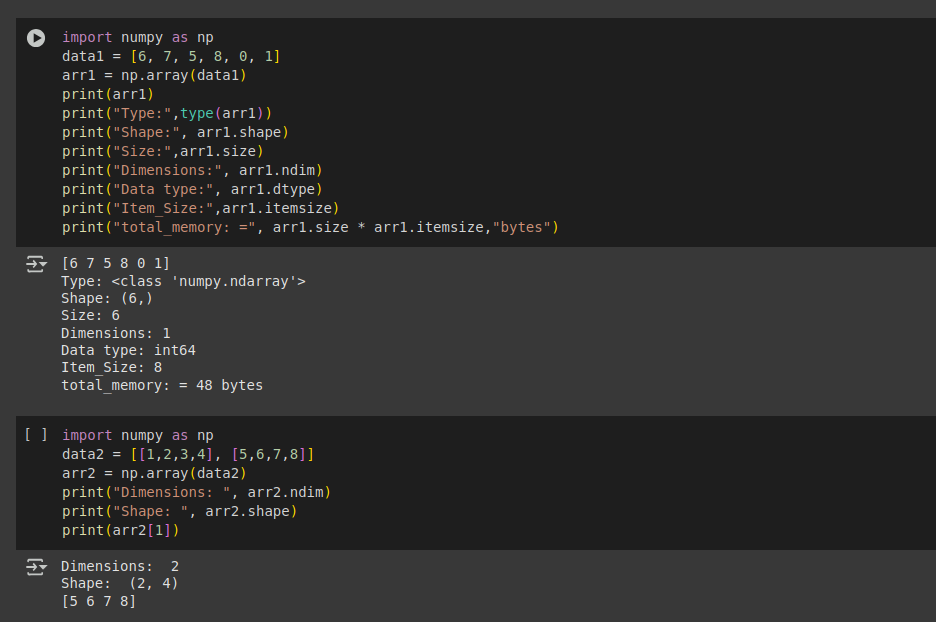 import numpy as np
data1 = [6, 7, 5, 8, 0, 1]
arr1 = np.array(data1)
print(arr1)
print("Type:",type(arr1))
print("Shape:", arr1.shape)
print("Size:",arr1.size)
print("Dimensions:", arr1.ndim)
print("Data type:", arr1.dtype)
print("Item_Size:",arr1.itemsize)
print("total_memory: =", arr1.size * arr1.itemsize,"bytes")
[6 7 5 8 0 1]
Type: <class 'numpy.ndarray'>
Shape: (6,)
Size: 6
Dimensions: 1
Data type: int64
Item_Size: 8
total_memory: = 48 bytes
[ ] import numpy as np
data2 = [[1,2,3,4], [5,6,7,8]]
arr2 = np.array(data2)
print("Dimensions: ", arr2.ndim)
print("Shape: ", arr2.shape)
print(arr2[1])
Dimensions:  2
Shape:  (2, 4)
[5 6 7 8]